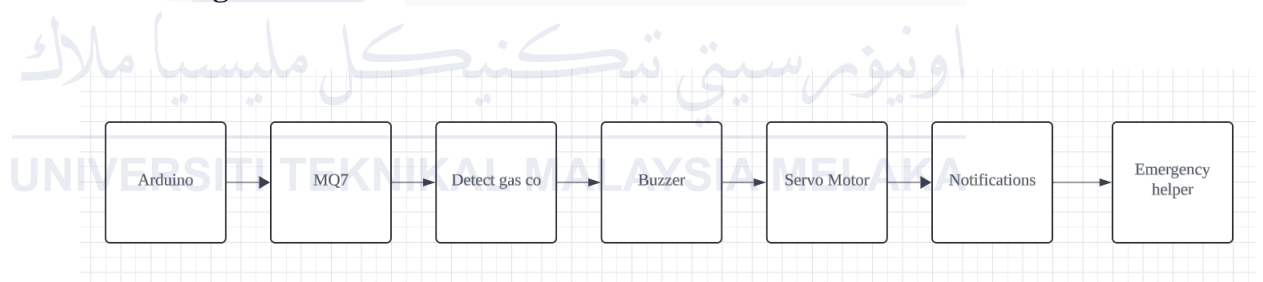 اونيۏرسيتي تيكنيكل مليسيا ملاك
UNIVERSITI TEKNIKAL MALAYSIA MELAKA
Arduino
MQ7
Detect gas co
Buzzer
Servo Motor
Notifications
Emergency
helper